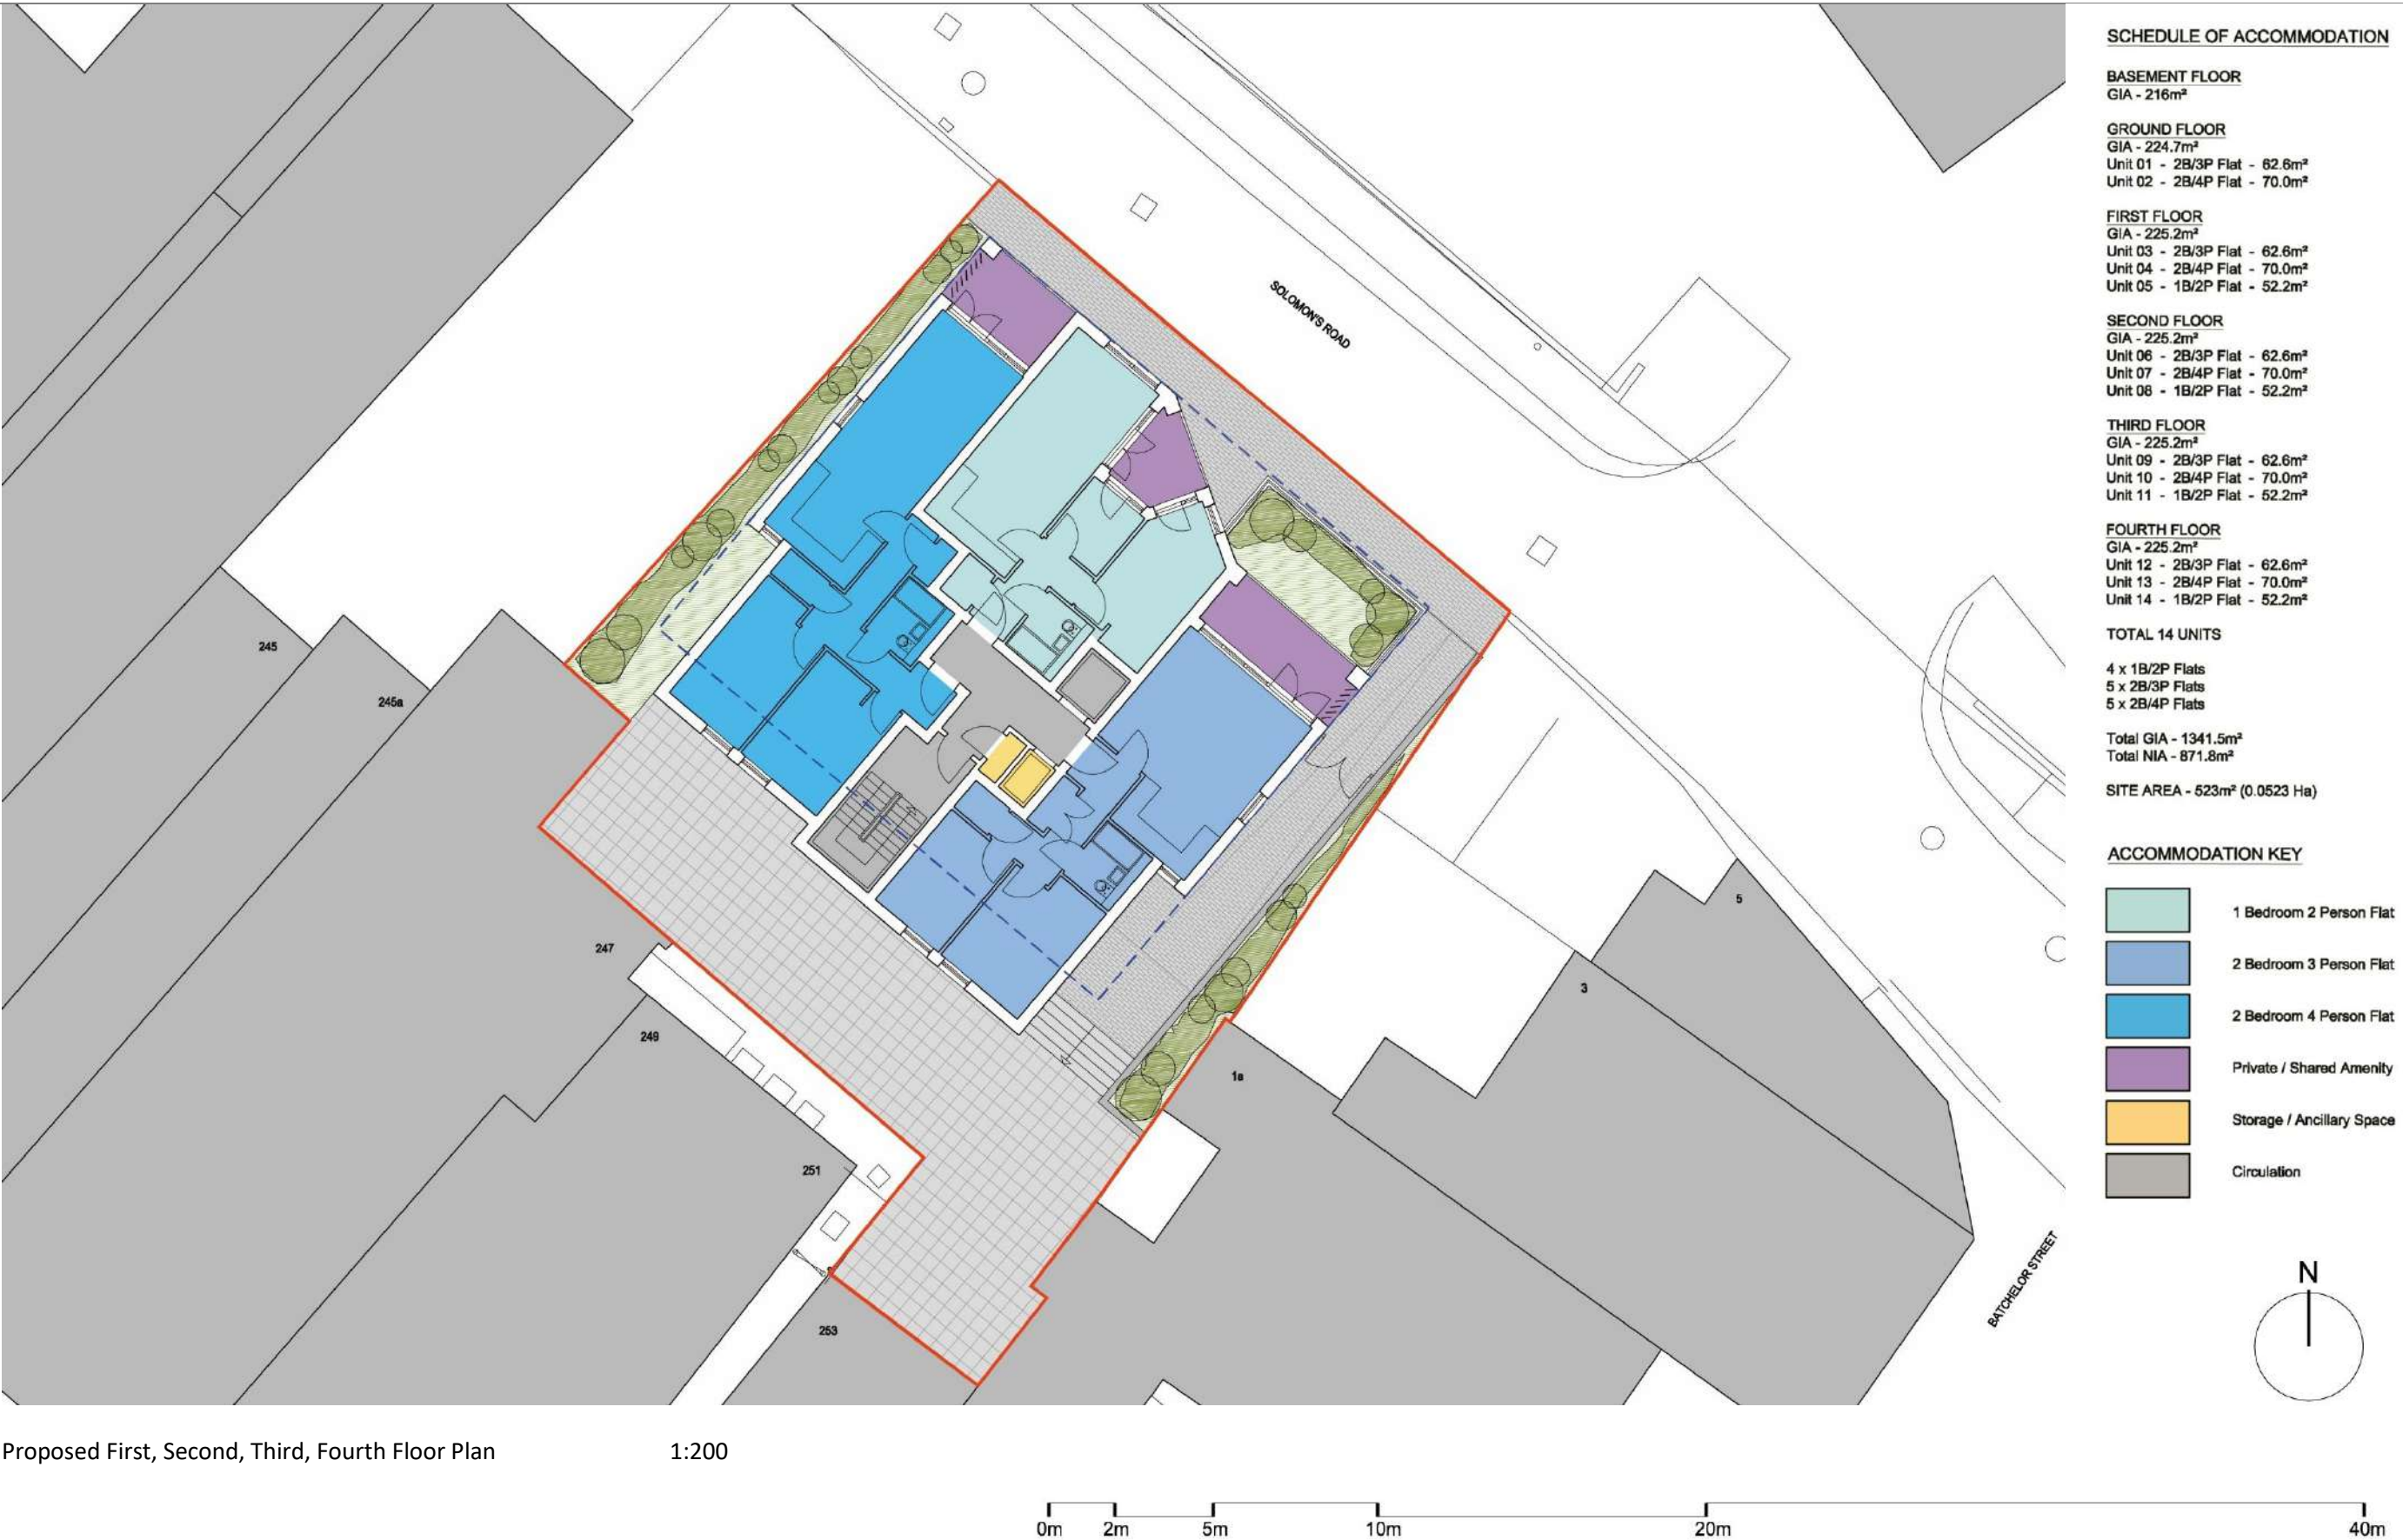 SCHEDULE OF ACCOMMODATION
BASEMENT FLOOR
GIA - 216m²
GROUND FLOOR
GIA - 224.7m²
Unit 01 - 2B/3P Flat - 62.6m²
Unit 02 - 2B/4P Flat - 70.0m²
FIRST FLOOR
GIA - 225.2m²
Unit 03 - 2B/3P Flat - 62.6m²
Unit 04 - 2B/4P Flat - 70.0m²
Unit 05 - 1B/2P Flat - 52.2m²
SECOND FLOOR
GIA - 225.2m²
Unit 06 - 2B/3P Flat - 62.6m²
Unit 07 - 2B/4P Flat - 70.0m²
Unit 08 - 1B/2P Flat - 52.2m²
THIRD FLOOR
GIA - 225.2m²
Unit 09 - 2B/3P Flat - 62.6m²
Unit 10 - 2B/4P Flat - 70.0m²
Unit 11 - 1B/2P Flat - 52.2m²
FOURTH FLOOR
GIA - 225.2m²
Unit 12 - 2B/3P Flat - 62.6m²
Unit 13 - 2B/4P Flat - 70.0m²
Unit 14 - 1B/2P Flat - 52.2m²
TOTAL 14 UNITS
4 x 1B/2P Flats
5 x 2B/3P Flats
5 x 2B/4P Flats
Total GIA - 1341.5m²
Total NIA - 871.8m²
SITE AREA - 523m² (0.0523 Ha)
ACCOMMODATION KEY
1 Bedroom 2 Person Flat
2 Bedroom 3 Person Flat
2 Bedroom 4 Person Flat
Private / Shared Amenity
Storage / Ancillary Space
Circulation
N
SOLOMON'S ROAD
245
245a
247
249
251
253
1a
3
5
BATCHELOR STREET
Proposed First, Second, Third, Fourth Floor Plan 1:200
0m 2m 5m 10m 20m 40m